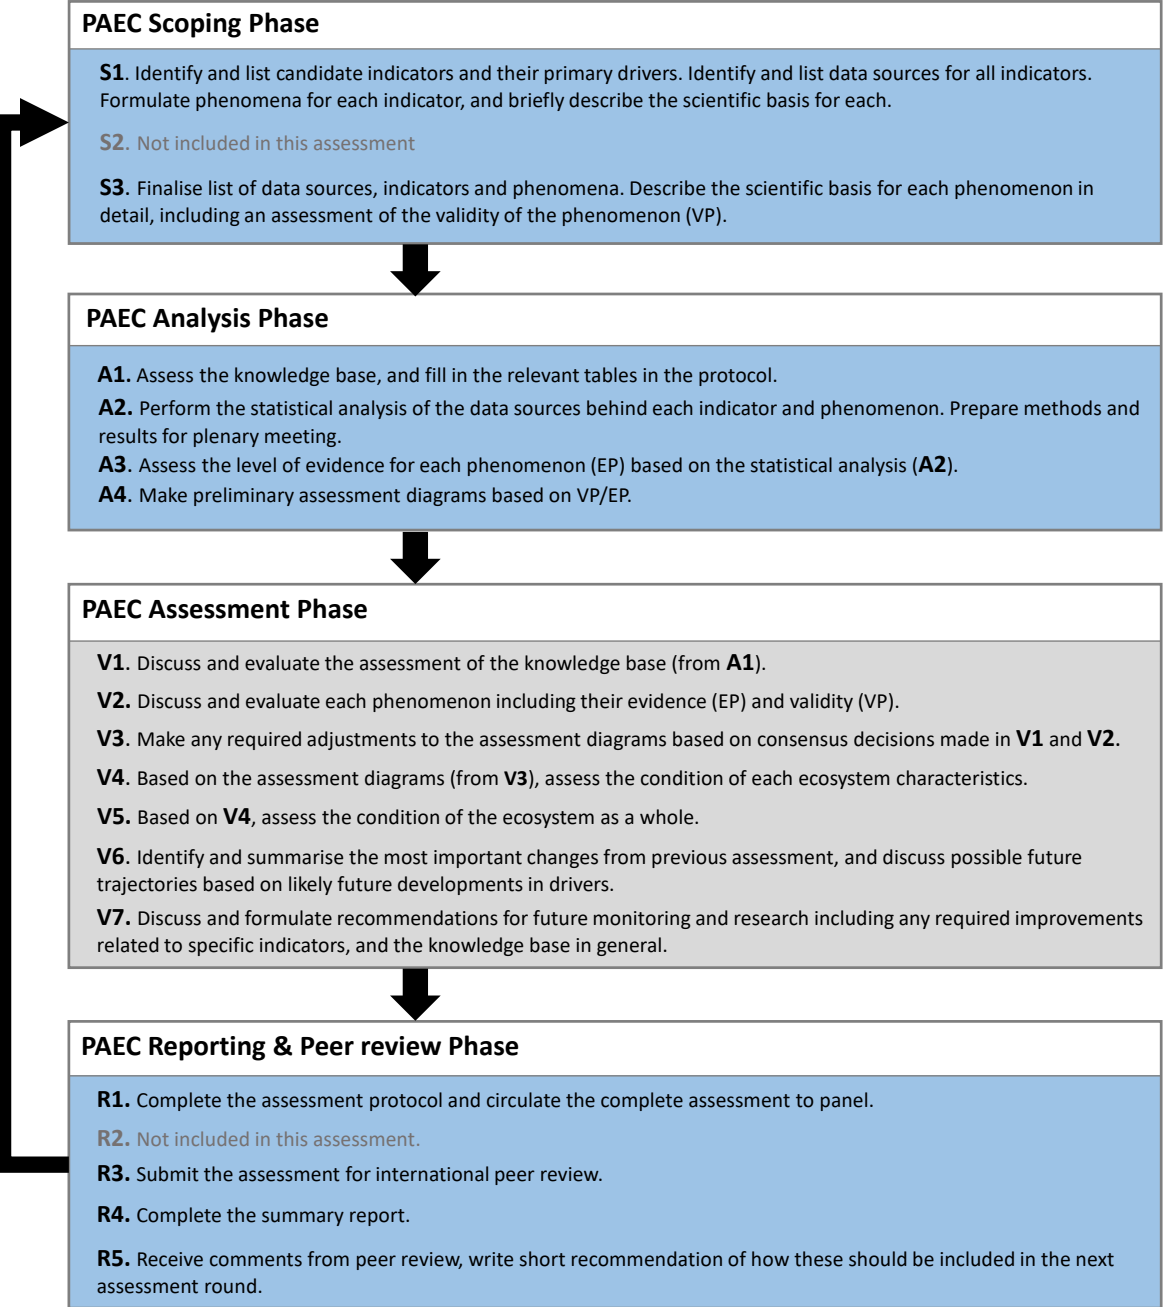 PAEC Scoping Phase
S1. Identify and list candidate indicators and their primary drivers. Identify and list data sources for all indicators.
Formulate phenomena for each indicator, and briefly describe the scientific basis for each.
S2. Not included in this assessment
S3. Finalise list of data sources, indicators and phenomena. Describe the scientific basis for each phenomenon in
detail, including an assessment of the validity of the phenomenon (VP).
PAEC Analysis Phase
A1. Assess the knowledge base, and fill in the relevant tables in the protocol.
A2. Perform the statistical analysis of the data sources behind each indicator and phenomenon. Prepare methods and
results for plenary meeting.
A3. Assess the level of evidence for each phenomenon (EP) based on the statistical analysis (A2).
A4. Make preliminary assessment diagrams based on VP/EP.
PAEC Assessment Phase
V1. Discuss and evaluate the assessment of the knowledge base (from A1).
V2. Discuss and evaluate each phenomenon including their evidence (EP) and validity (VP).
V3. Make any required adjustments to the assessment diagrams based on consensus decisions made in V1 and V2.
V4. Based on the assessment diagrams (from V3), assess the condition of each ecosystem characteristics.
V5. Based on V4, assess the condition of the ecosystem as a whole.
V6. Identify and summarise the most important changes from previous assessment, and discuss possible future
trajectories based on likely future developments in drivers.
V7. Discuss and formulate recommendations for future monitoring and research including any required improvements
related to specific indicators, and the knowledge base in general.
PAEC Reporting & Peer review Phase
R1. Complete the assessment protocol and circulate the complete assessment to panel.
R2. Not included in this assessment.
R3. Submit the assessment for international peer review.
R4. Complete the summary report.
R5. Receive comments from peer review, write short recommendation of how these should be included in the next
assessment round.